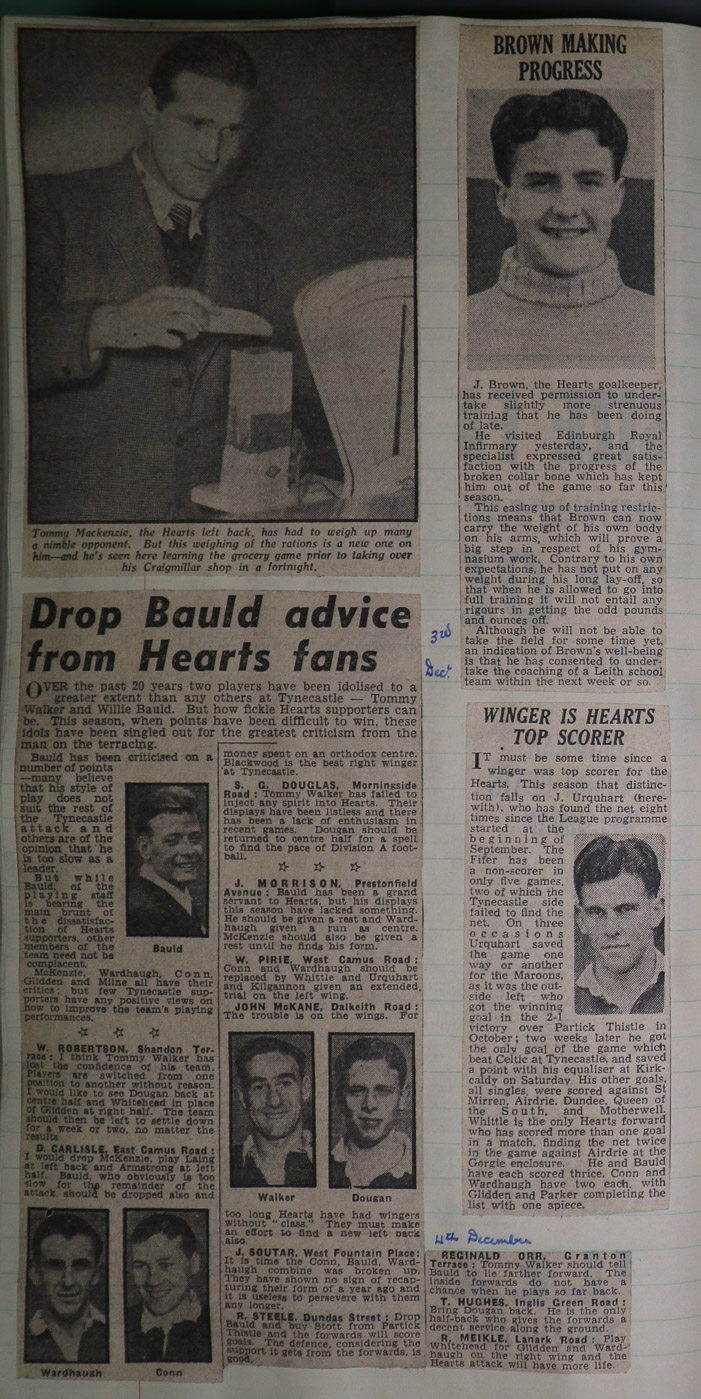 Tommy Mackenzie, the Hearts left back, has had to weigh up many
a nimble opponent. But this weighing of the rations is a new one on
him—and he's seen here learning the grocery game prior to taking over
his Craigmillar shop in a fortnight.
Drop Bauld advice
from Hearts fans
OVER the past 20 years two players have been idolised to a
greater extent than any others at Tynecastle — Tommy
Walker and Willie Bauld. But how fickle Hearts supporters can
be. This season, when points have been difficult to win, these
idols have been singled out for the greatest criticism from the
man on the terracing.
Bauld has been criticised on a
number of points
—many believe
that his style of
play does not
suit the rest of
the Tynecastle
attack and
others are of the
opinion that he
is too slow as a
leader.
But while
Bauld, of the
playing staff
is bearing the
main brunt of
the dissatisfac-
tion of Hearts
supporters, other
members of the
team need not be
complacent.
Bauld
McKenzie, Wardhaugh, Conn,
Glidden and Milne all have their
critics; but few Tynecastle sup-
porters have any positive views on
how to improve the team's playing
performances.
W. ROBERTSON, Shandon Ter-
race: I think Tommy Walker has
lost the confidence of his team.
Players are switched from one
position to another without reason.
I would like to see Dougan back at
centre half and Whitehead in place
of Glidden at right half. The team
should then be left to settle down
for a week or two, no matter the
results
D. CARLISLE, East Camus Road:
I would drop McKenzie, play Laing
at left back and Armstrong at left
half. Bauld, who obviously is too
slow for the remainder of the
attack should be dropped also and
Wardhaugh
Conn
money spent on an orthodox centre.
Blackwood is the best right winger
at Tynecastle.
S. G. DOUGLAS, Morningside
Road: Tommy Walker has failed to
inject any spirit into Hearts. Their
displays have been listless and there
has been a lack of enthusiasm in
recent games. Dougan should be
returned to centre half for a spell
to find the pace of Division A foot-
ball.
J. MORRISON, Prestonfield
Avenue: Bauld has been a grand
servant to Hearts, but his displays
this season have lacked something.
He should be given a rest and Ward-
haugh given a run as centre.
McKenzie should also be given a
rest until he finds his form.
W. PIRIE, West Camus Road:
Conn and Wardhaugh should be
replaced by Whittle and Urquhart
and Kilgannon given an extended
trial on the left wing.
JOHN McKANE, Dalkeith Road:
The trouble is on the wings. For
Walker
Dougan
too long Hearts have had wingers
without "class." They must make
an effort to find a new left back
also.
J. SOUTAR, West Fountain Place:
It is time the Conn, Bauld, Ward-
haugh combine was broken up.
They have shown no sign of recap-
turing their form of a year ago and
it is useless to persevere with them
any longer.
R. STEELE, Dundas Street: Drop
Bauld and buy Stott from Partick
Thistle and the forwards will score
goals. The defence, considering the
support it gets from the forwards, is
good.
3rd
Dect.
BROWN MAKING
PROGRESS
J. Brown, the Hearts goalkeeper,
has received permission to under-
take slightly more strenuous
training that he has been doing
of late.
He visited Edinburgh Royal
Infirmary yesterday, and the
specialist expressed great satis-
faction with the progress of the
broken collar bone which has kept
him out of the game so far this
season.
This easing up of training restric-
tions means that Brown can now
carry the weight of his own body
on his arms, which will prove a
big step in respect of his gym-
nasium work. Contrary to his own
expectations, he has not put on any
weight during his long lay-off, so
that when he is allowed to go into
full training it will not entail any
rigours in getting the odd pounds
and ounces off.
Although he will not be able to
take the field for some time yet,
an indication of Brown's well-being
is that he has consented to under-
take the coaching of a Leith school
team within the next week or so.
WINGER IS HEARTS
TOP SCORER
IT must be some time since a
winger was top scorer for the
Hearts. This season that distinc-
tion falls on J. Urquhart (here-
with), who has found the net eight
times since the League programme
started at the
beginning of
September. The
Fifer has been
a non-scorer in
only five games,
two of which the
Tynecastle side
failed to find the
net. On three
occasions
Urquhart saved
the game one
way or another
for the Maroons,
as it was the out-
side left who
got the winning
goal in the 2-1
victory over Partick Thistle in
October; two weeks later he got
the only goal of the game which
beat Celtic at Tynecastle, and saved
a point with his equaliser at Kirk-
caldy on Saturday. His other goals,
all singles, were scored against St
Mirren, Airdrie, Dundee, Queen of
the South, and Motherwell.
Whittle is the only Hearts forward
who has scored more than one goal
in a match, finding the net twice
in the game against Airdrie at the
Gorgie enclosure. He and Bauld
have each scored thrice. Conn and
Wardhaugh have two each, with
Glidden and Parker completing the
list with one apiece.
4th December
REGINALD ORR, Granton
Terrace: Tommy Walker should tell
Bauld to lie farther forward. The
inside forwards do not have a
chance when he plays so far back.
T. HUGHES, Inglis Green Road:
Bring Dougan back. He is the only
half-back who gives the forwards a
decent service along the ground.
R. MEIKLE, Lanark Road: Play
Whitehead for Glidden and Ward-
haugh on the right wing and the
Hearts attack will have more life.